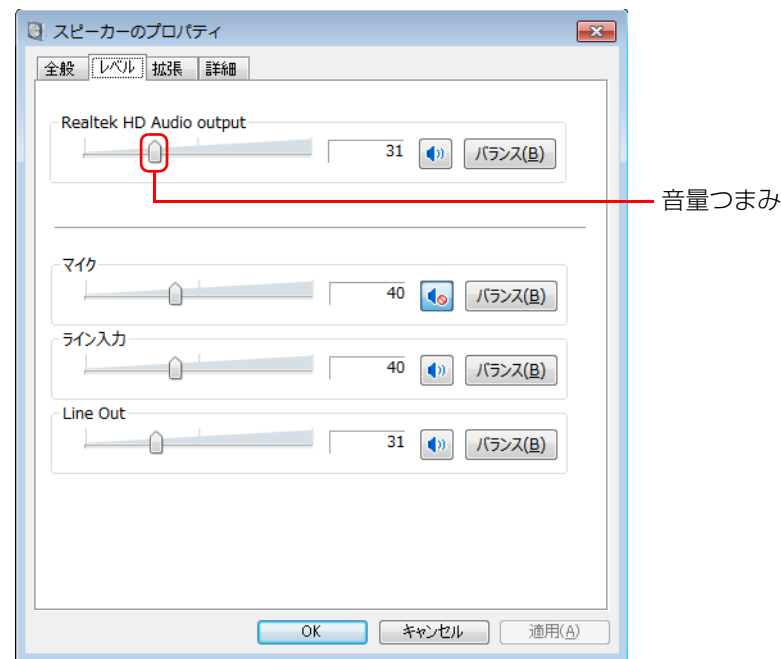 スピーカーのプロパティ
全般 レベル 拡張 詳細
Realtek HD Audio output
31 バランス(B)
音量つまみ
マイク
40 バランス(B)
ライン入力
40 バランス(B)
Line Out
31 バランス(B)
OK キャンセル 適用(A)